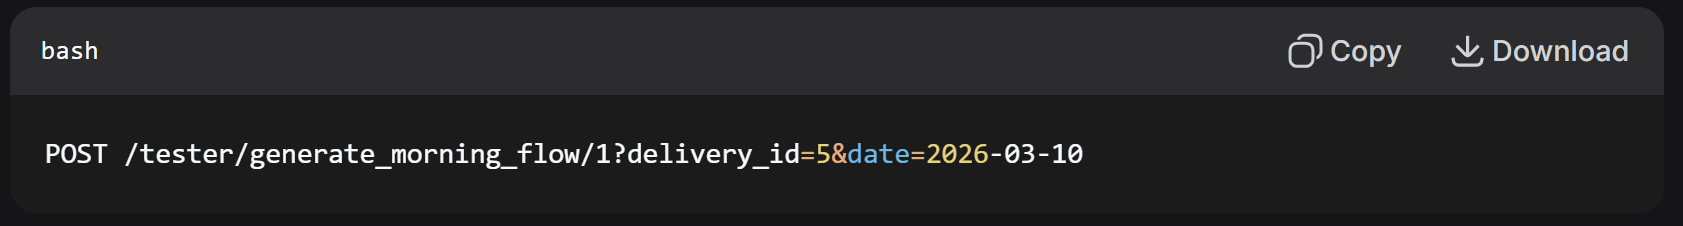 bash
Copy
Download
POST /tester/generate_morning_flow/1?delivery_id=5&date=2026-03-10